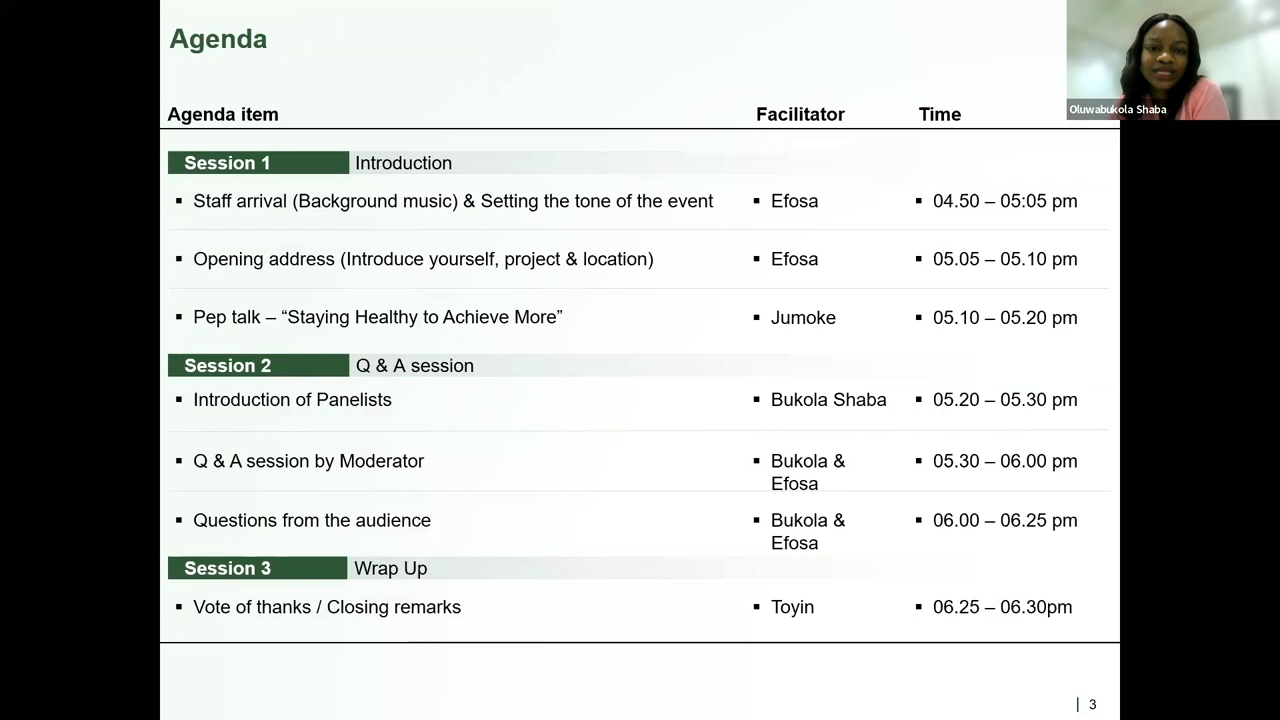 Agenda
Oluwabukola Shaba
Agenda item Facilitator Time
Session 1 Introduction
▪ Staff arrival (Background music) & Setting the tone of the event ▪ Efosa ▪ 04.50 – 05:05 pm
▪ Opening address (Introduce yourself, project & location) ▪ Efosa ▪ 05.05 – 05.10 pm
▪ Pep talk – “Staying Healthy to Achieve More” ▪ Jumoke ▪ 05.10 – 05.20 pm
Session 2 Q & A session
▪ Introduction of Panelists ▪ Bukola Shaba ▪ 05.20 – 05.30 pm
▪ Q & A session by Moderator ▪ Bukola & ▪ 05.30 – 06.00 pm
Efosa
▪ Questions from the audience ▪ Bukola & ▪ 06.00 – 06.25 pm
Efosa
Session 3 Wrap Up
▪ Vote of thanks / Closing remarks ▪ Toyin ▪ 06.25 – 06.30pm
| 3